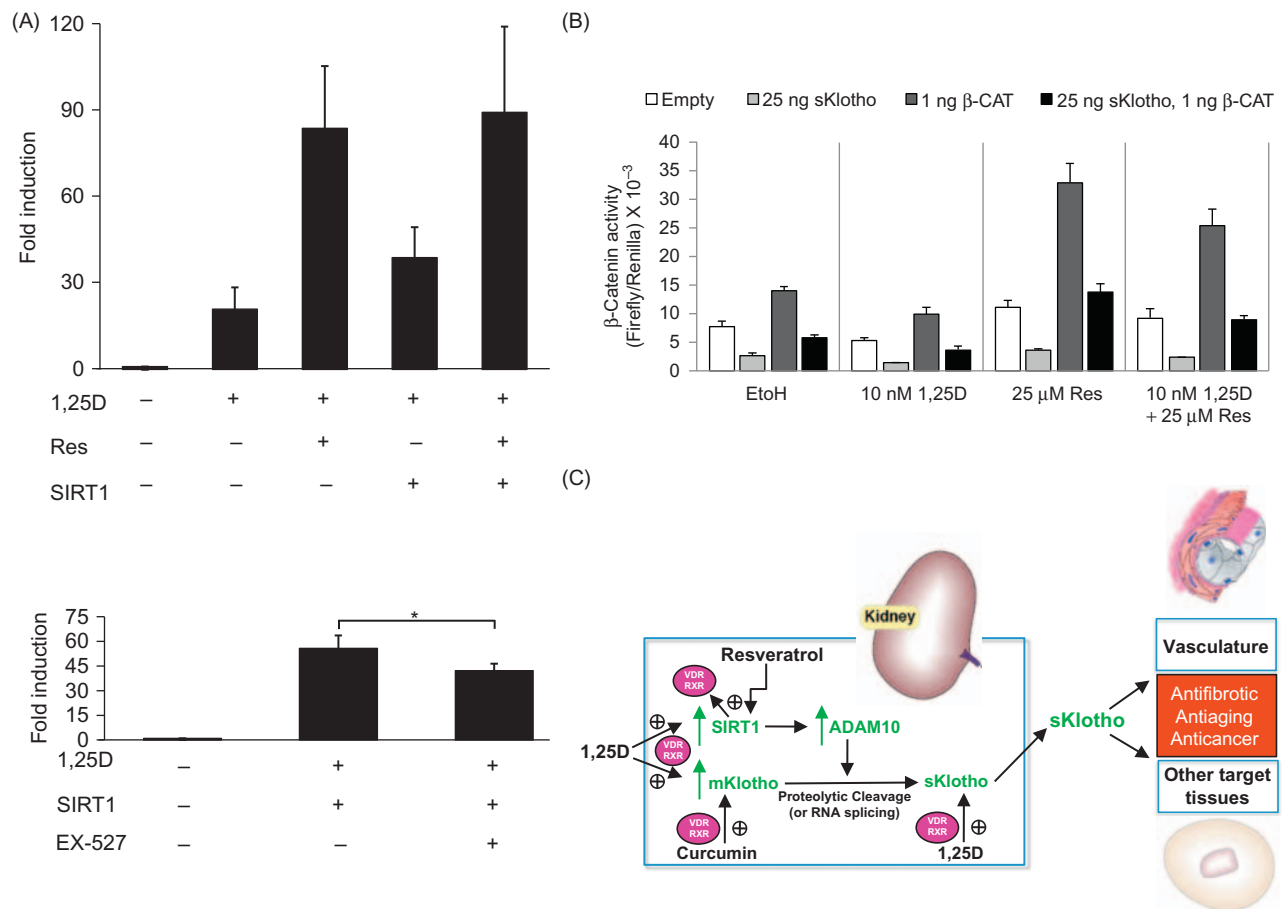 (A)
120
90
60
30
0
Fold induction
1,25D – + + + +
Res – – + – +
SIRT1 – – – + +
75
60
45
30
15
0
Fold induction
*
1,25D – + +
SIRT1 – + +
EX-527 – – +
(B)
Empty 25 ng sKlotho 1 ng β-CAT 25 ng sKlotho, 1 ng β-CAT
40
35
30
25
20
15
10
5
0
β-Catenin activity
(Firefly/Renilla) X 10⁻³
EtoH 10 nM 1,25D 25 μM Res 10 nM 1,25D
+ 25 μM Res
(C)
Kidney
Resveratrol
VDR
RXR
⊕
⊕ SIRT1 ADAM10
1,25D
VDR
RXR
⊕
mKlotho sKlotho
Proteolytic Cleavage
(or RNA splicing)
VDR
RXR
⊕
Curcumin
VDR
RXR
⊕
1,25D
sKlotho
Vasculature
Antifibrotic
Antiaging
Anticancer
Other target
tissues